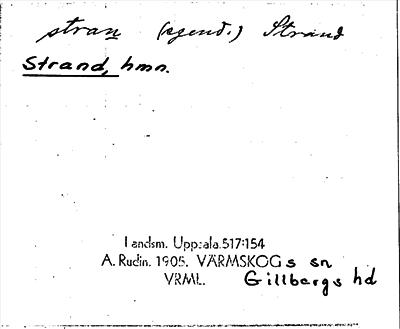 stran (egend.) Strand
Strand, hmn.
Landsm. Uppsala 517:154
A. Rudin. 1905. VÄRMSKOGs sn
VRML. Gillbergs hd